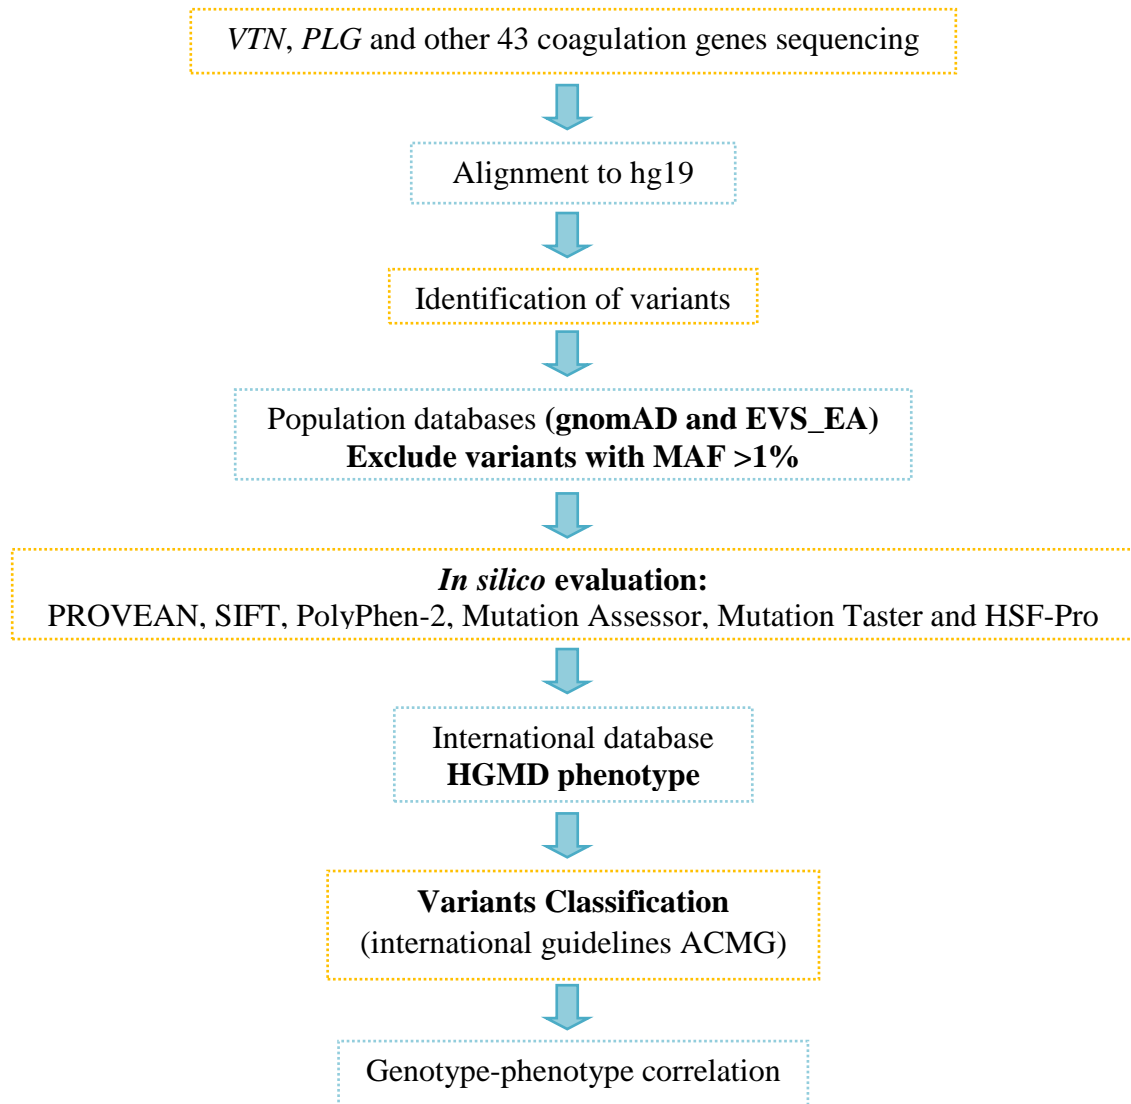 VTN, PLG and other 43 coagulation genes sequencing
Alignment to hg19
Identification of variants
Population databases (gnomAD and EVS_EA)
Exclude variants with MAF >1%
In silico evaluation:
PROVEAN, SIFT, PolyPhen-2, Mutation Assessor, Mutation Taster and HSF-Pro
International database
HGMD phenotype
Variants Classification
(international guidelines ACMG)
Genotype-phenotype correlation